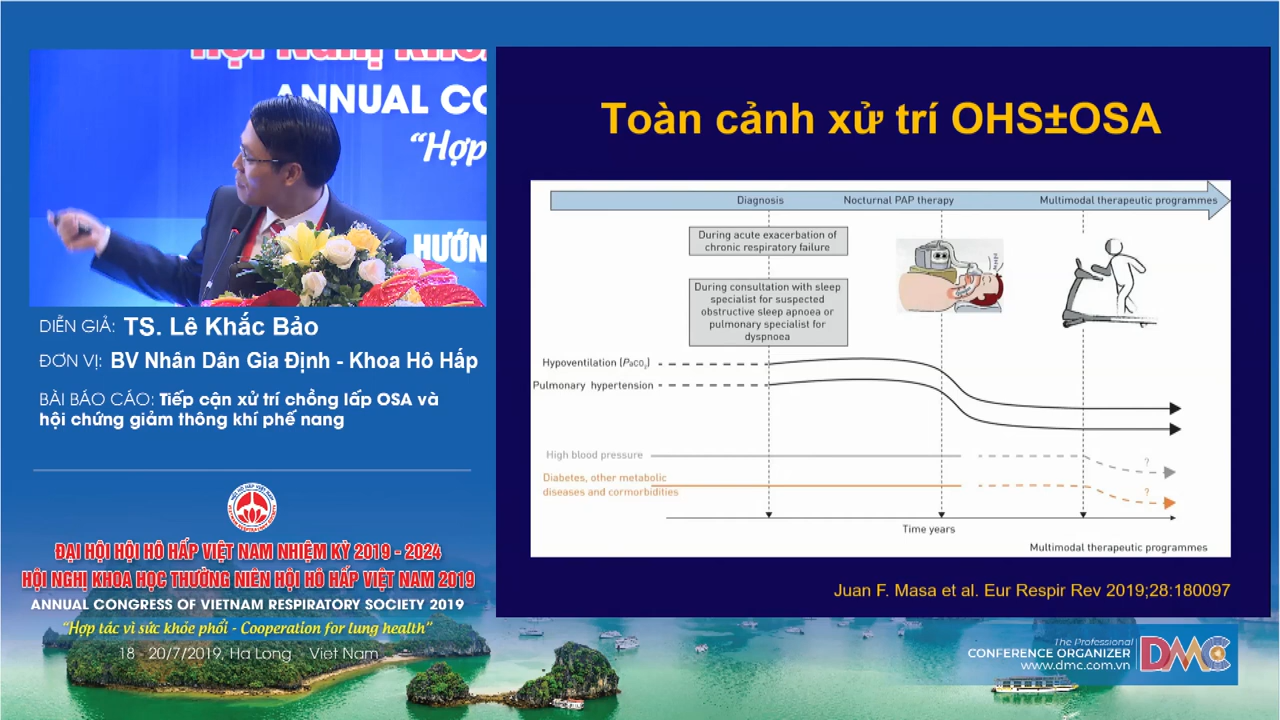 ANNUAL CO
“Hợp
HƯỚN
DIỄN GIẢ: TS. Lê Khắc Bảo
ĐƠN VỊ: BV Nhân Dân Gia Định - Khoa Hô Hấp
BÀI BÁO CÁO: Tiếp cận xử trí chồng lấp OSA và
hội chứng giảm thông khí phế nang
ĐẠI HỘI HỘI HÔ HẤP VIỆT NAM NHIỆM KỲ 2019 - 2024
HỘI NGHỊ KHOA HỌC THƯỜNG NIÊN HỘI HÔ HẤP VIỆT NAM 2019
ANNUAL CONGRESS OF VIETNAM RESPIRATORY SOCIETY 2019
“Hợp tác vì sức khỏe phổi - Cooperation for lung health”
18 - 20/7/2019, Ha Long Viet Nam
Toàn cảnh xử trí OHS±OSA
Diagnosis
Nocturnal PAP therapy
Multimodal therapeutic programmes
During acute exacerbation of
chronic respiratory failure
During consultation with sleep
specialist for suspected
obstructive sleep apnoea or
pulmonary specialist for
dyspnoea
Hypoventilation (PaCO2)
Pulmonary hypertension
High blood pressure
?
Diabetes, other metabolic
diseases and cormorbidities
?
Time years
Multimodal therapeutic programmes
Juan F. Masa et al. Eur Respir Rev 2019;28:180097
The Professional
CONFERENCE ORGANIZER
www.dmc.com.vn
DMC